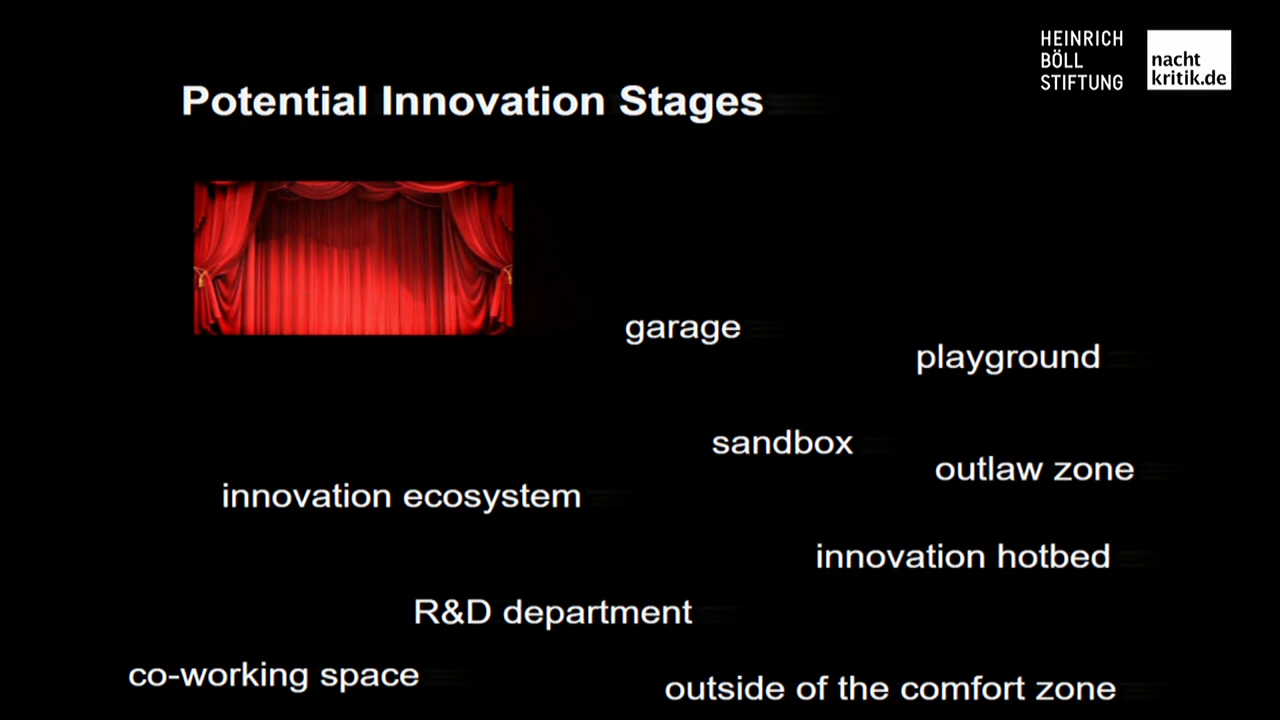 HEINRICH
BÖLL
STIFTUNG
nacht
kritik.de
Potential Innovation Stages
garage
playground
sandbox
outlaw zone
innovation ecosystem
innovation hotbed
R&D department
co-working space
outside of the comfort zone